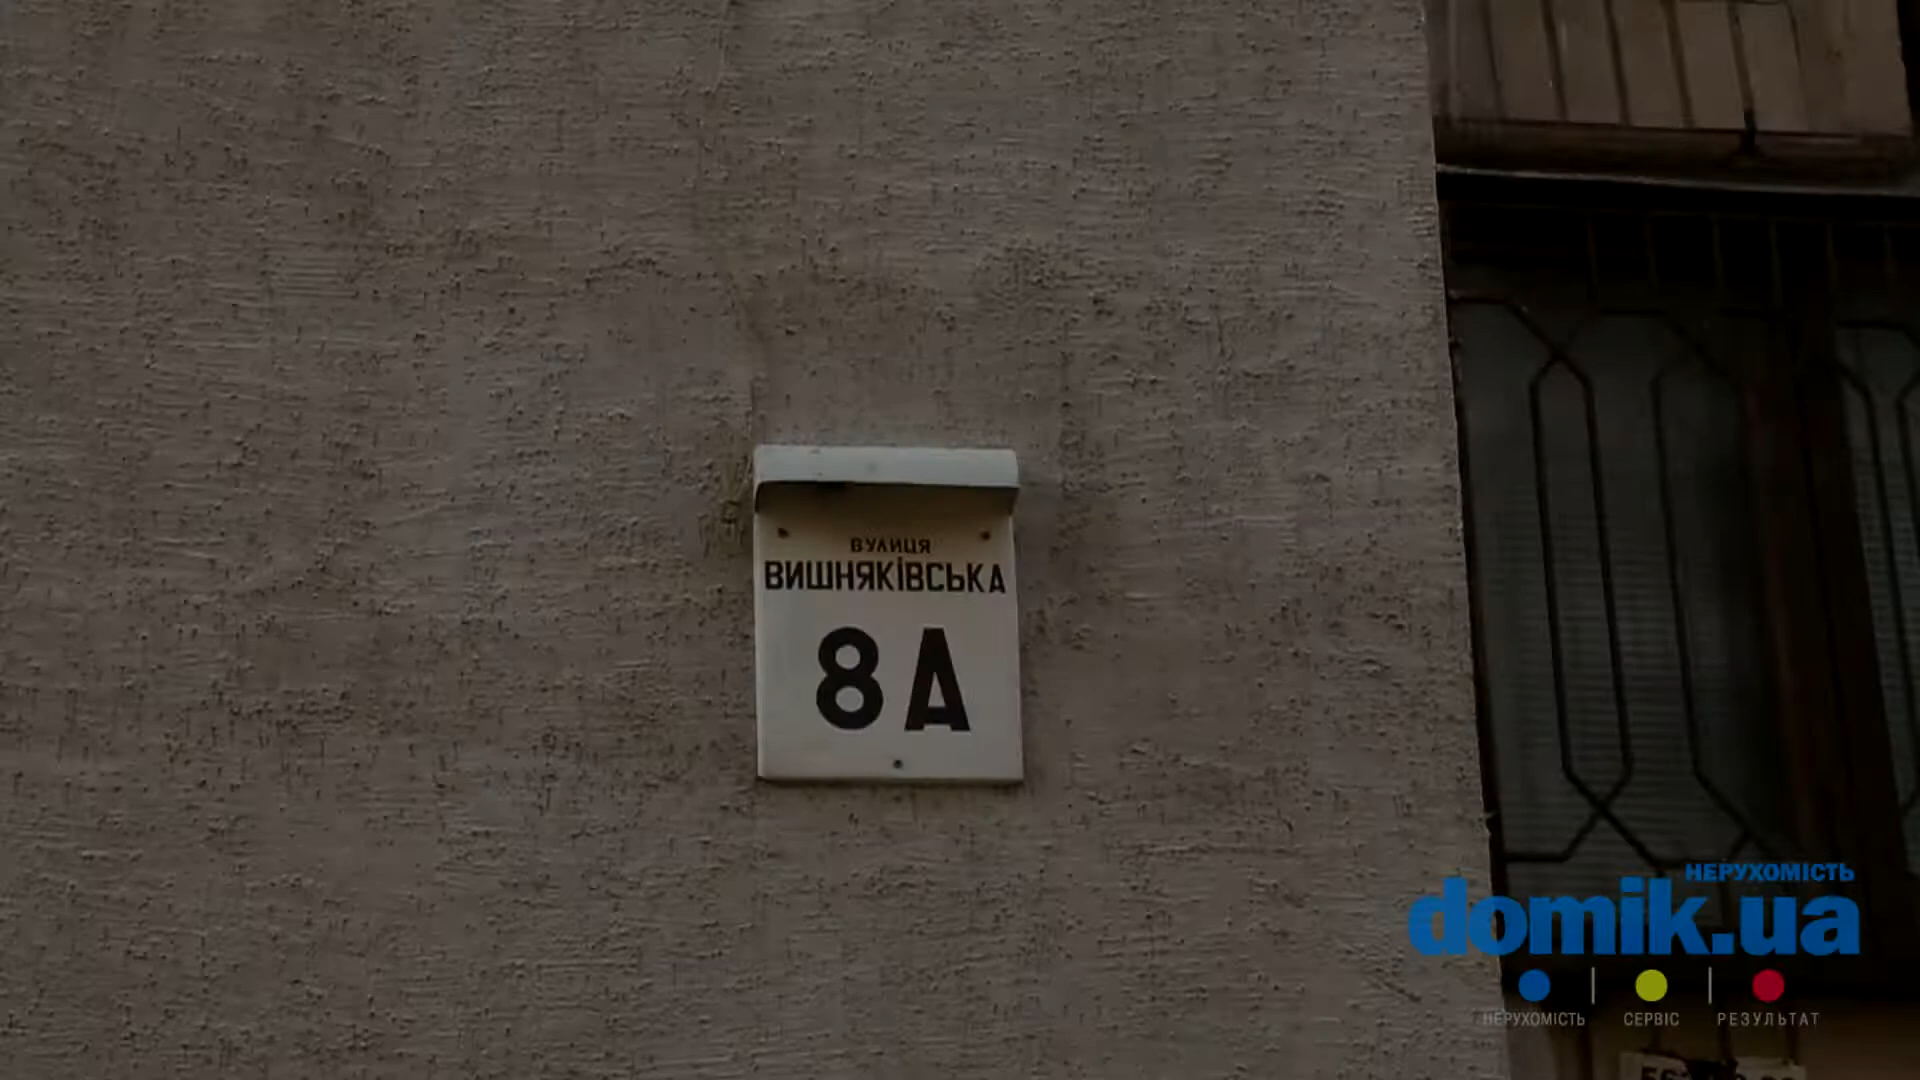 ВУЛИЦЯ
ВИШНЯКІВСЬКА
8А
НЕРУХОМІСТЬ
domik.ua
НЕРУХОМІСТЬ | СЕРВІС | РЕЗУЛЬТАТ